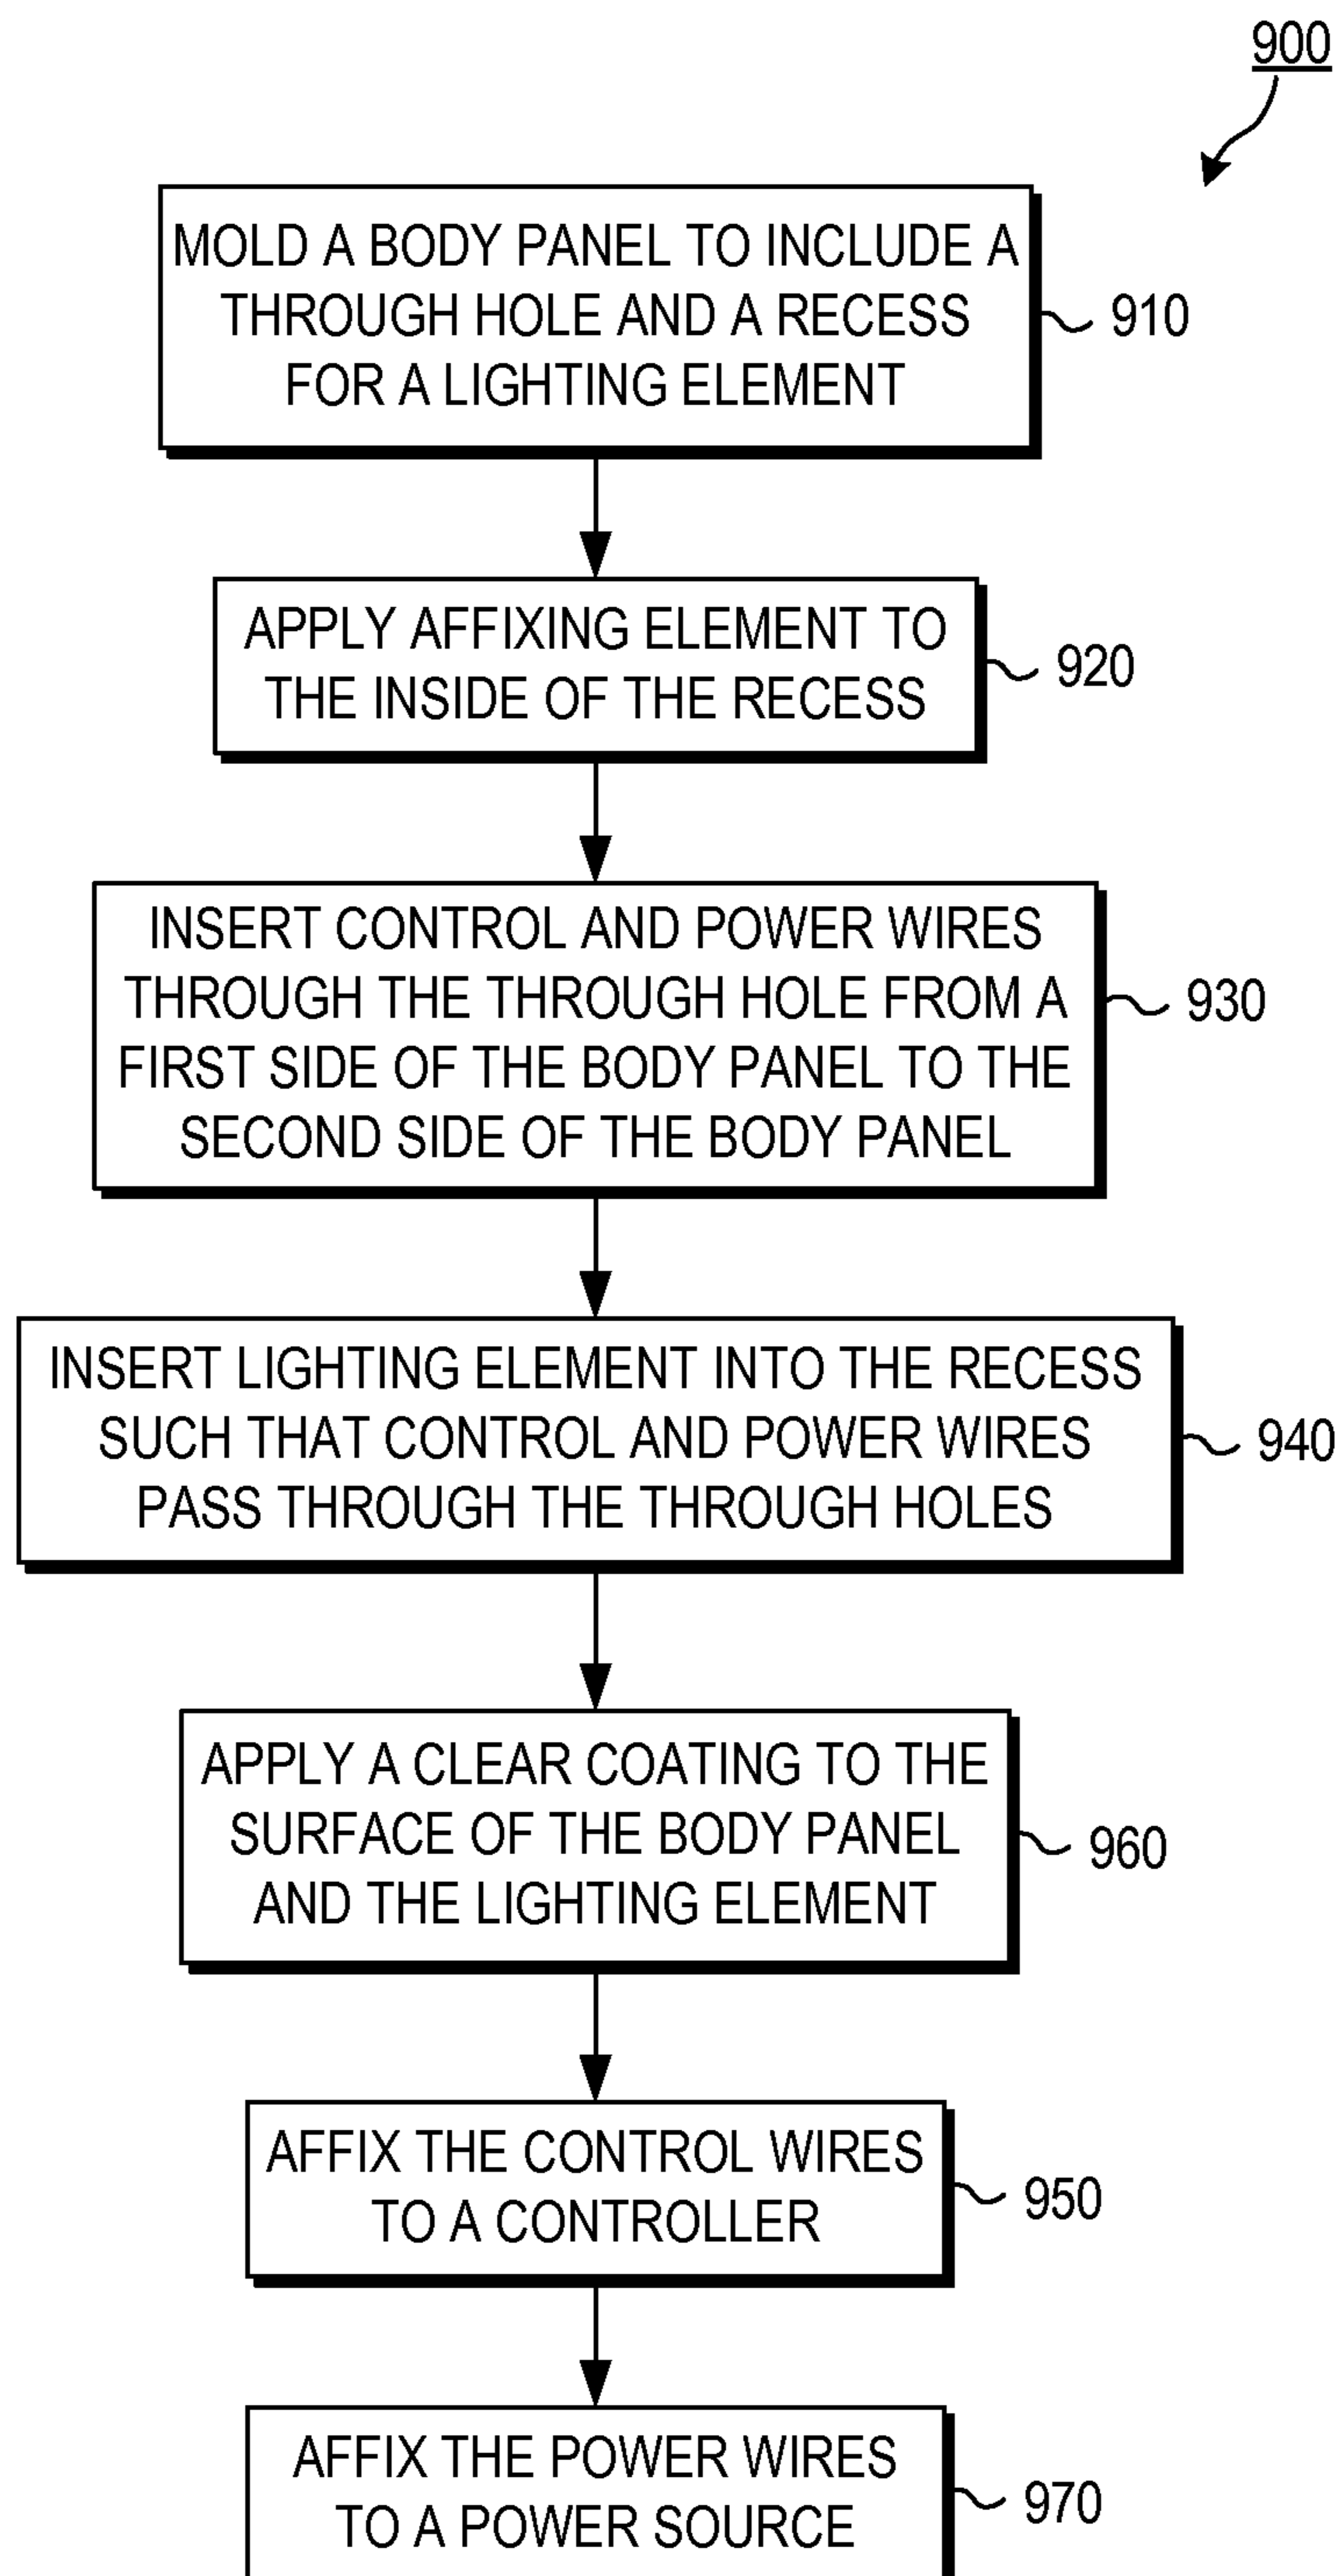 900
MOLD A BODY PANEL TO INCLUDE A
THROUGH HOLE AND A RECESS
FOR A LIGHTING ELEMENT
910
APPLY AFFIXING ELEMENT TO
THE INSIDE OF THE RECESS
920
INSERT CONTROL AND POWER WIRES
THROUGH THE THROUGH HOLE FROM A
FIRST SIDE OF THE BODY PANEL TO THE
SECOND SIDE OF THE BODY PANEL
930
INSERT LIGHTING ELEMENT INTO THE RECESS
SUCH THAT CONTROL AND POWER WIRES
PASS THROUGH THE THROUGH HOLES
940
APPLY A CLEAR COATING TO THE
SURFACE OF THE BODY PANEL
AND THE LIGHTING ELEMENT
960
AFFIX THE CONTROL WIRES
TO A CONTROLLER
950
AFFIX THE POWER WIRES
TO A POWER SOURCE
970